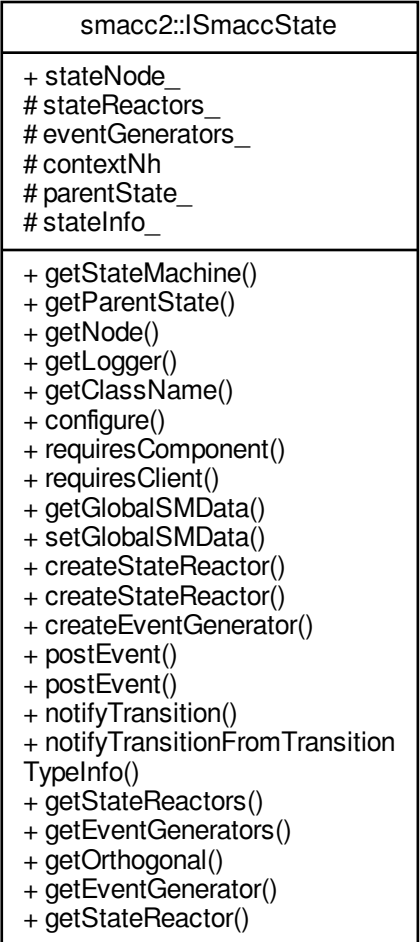 smacc2::ISmaccState
+ stateNode_
# stateReactors_
# eventGenerators_
# contextNh
# parentState_
# stateInfo_
+ getStateMachine()
+ getParentState()
+ getNode()
+ getLogger()
+ getClassName()
+ configure()
+ requiresComponent()
+ requiresClient()
+ getGlobalSMData()
+ setGlobalSMData()
+ createStateReactor()
+ createStateReactor()
+ createEventGenerator()
+ postEvent()
+ postEvent()
+ notifyTransition()
+ notifyTransitionFromTransition
TypeInfo()
+ getStateReactors()
+ getEventGenerators()
+ getOrthogonal()
+ getEventGenerator()
+ getStateReactor()